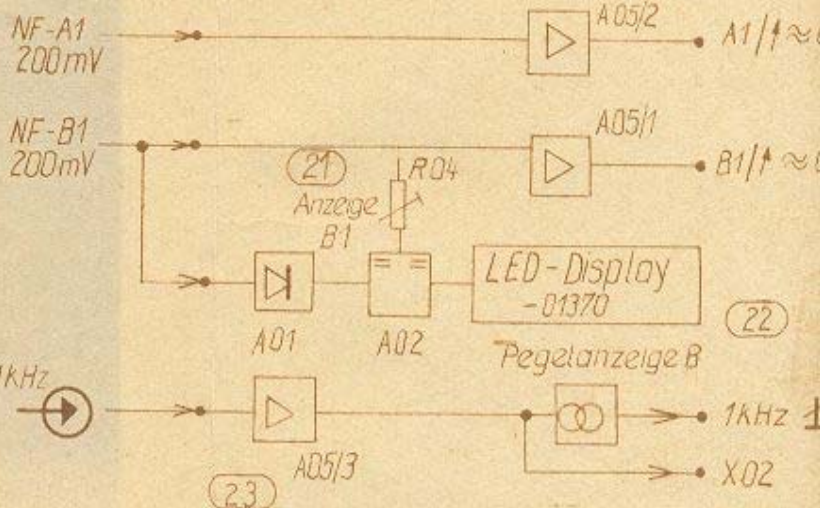 A05/2
NF-A1
200mV
A1/
NF-B1
200mV
A05/1
B1/
21
R04
Anzeige
B1
LED-Display
-01370
22
A01
A02
Pegelanzeige B
1kHz
1kHz
A05/3
X02
23